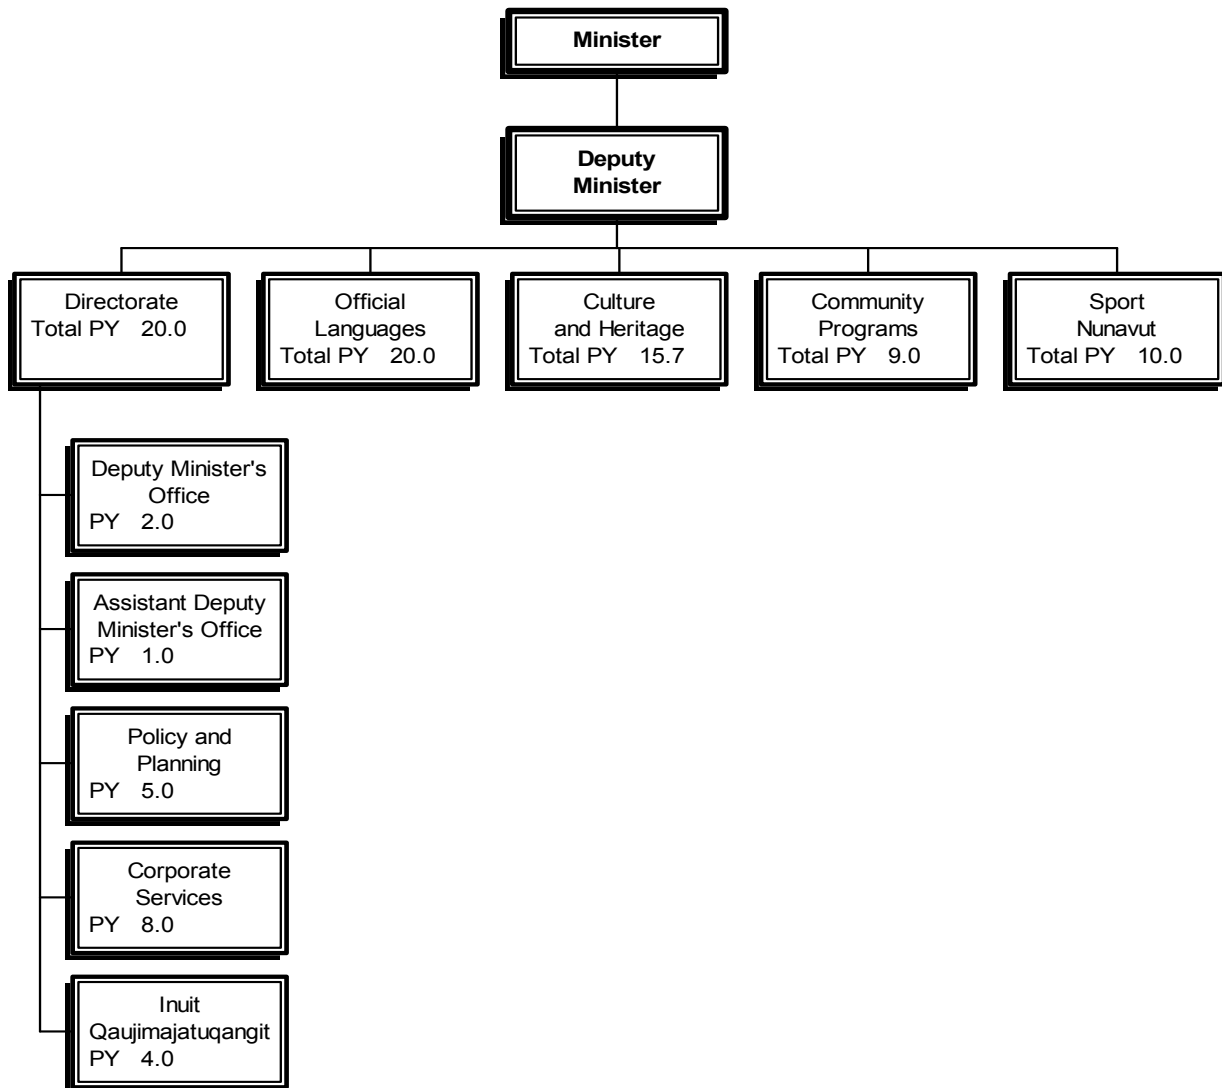 Minister
Deputy
Minister
Directorate
Total PY 20.0
Official
Languages
Total PY 20.0
Culture
and Heritage
Total PY 15.7
Community
Programs
Total PY 9.0
Sport
Nunavut
Total PY 10.0
Deputy Minister's
Office
PY 2.0
Assistant Deputy
Minister's Office
PY 1.0
Policy and
Planning
PY 5.0
Corporate
Services
PY 8.0
Inuit
Qaujimajatuqangit
PY 4.0